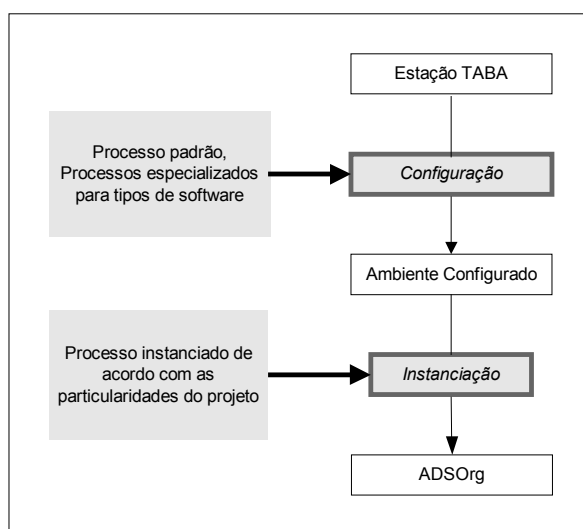 Estação TABA
Processo padrão,
Processos especializados
para tipos de software
Configuração
Ambiente Configurado
Processo instanciado de
acordo com as
particularidades do projeto
Instanciação
ADSOrg